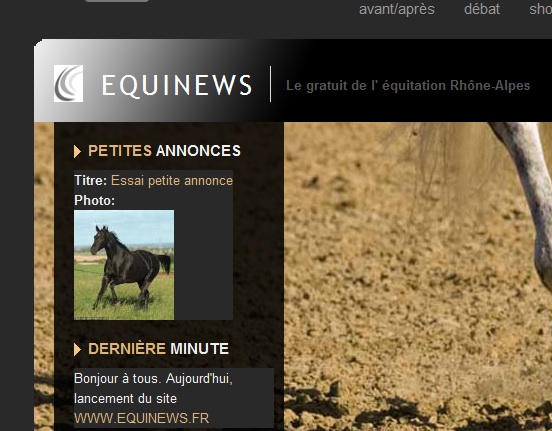 avant/après débat
EQUINEWS Le gratuit de l' équitation Rhône-Alpes
PETITES ANNONCES
Titre: Essai petite annonce
Photo:
DERNIÈRE MINUTE
Bonjour à tous. Aujourd'hui,
lancement du site
WWW.EQUINEWS.FR